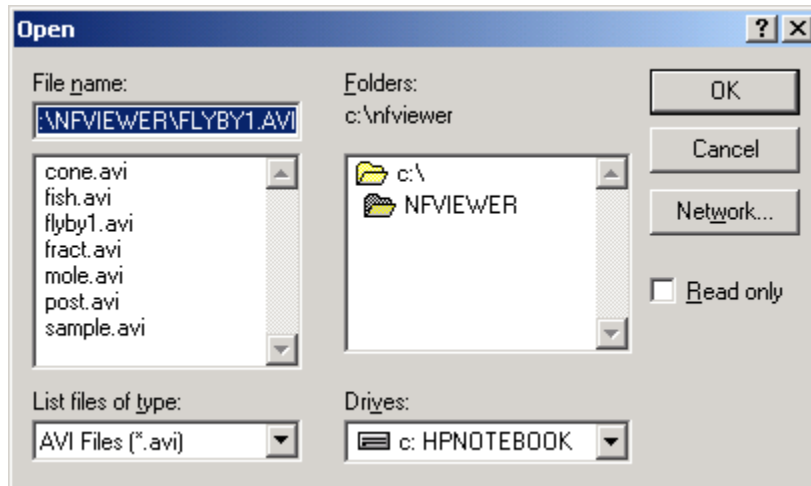 Open
File name:
:\NFVIEWER\FLYBY1.AVI
cone.avi
fish.avi
flyby1.avi
fract.avi
mole.avi
post.avi
sample.avi
List files of type:
AVI Files (*.avi)
Folders:
c:\nfviewer
c:\
NFVIEWER
Drives:
c: HPNOTEBOOK
OK
Cancel
Network...
Read only